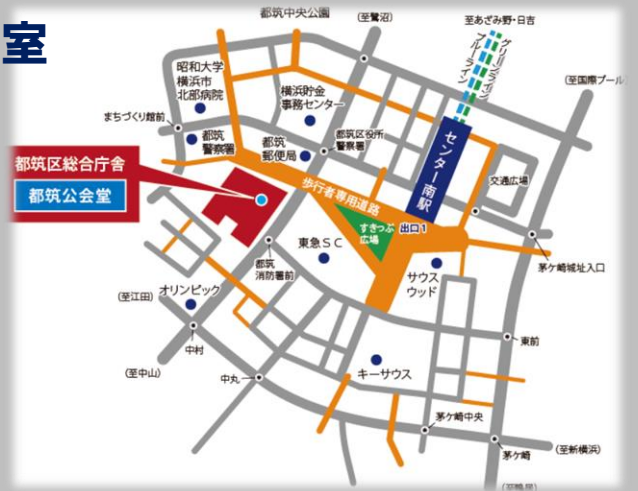 室
都筑中央公園
(至鷺沼)
至あざみ野・日吉
グリーンライン
ブルーライン
(至国際プール)
昭和大学
横浜市
北部病院
横浜貯金
事務センター
まちづくり館前
都筑
警察署
都筑
郵便局
都筑区役所
警察署
センター南駅
交通広場
都筑区総合庁舎
都筑公会堂
歩行者専用道路
すきっぷ
広場
出口1
東急SC
都筑
消防署前
サウス
ウッド
茅ケ崎城址入口
(至江田)
オリンピック
中村
東前
(至中山)
中丸
キーサウス
茅ケ崎中央
茅ケ崎
(至新横浜)